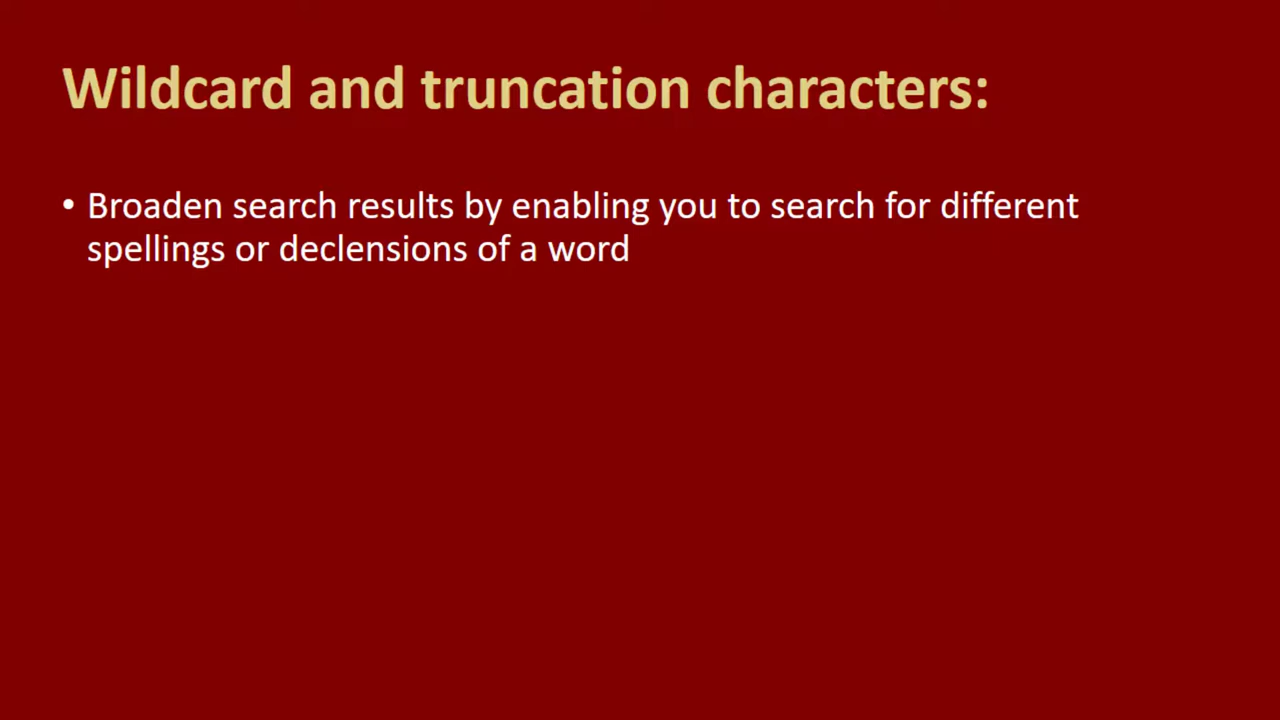 Wildcard and truncation characters:
• Broaden search results by enabling you to search for different
spellings or declensions of a word